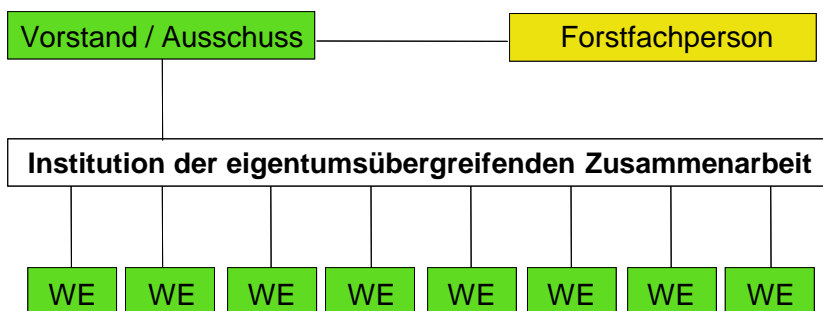 Vorstand / Ausschuss
Forstfachperson
Institution der eigentumsübergreifenden Zusammenarbeit
WE WE WE WE WE WE WE WE